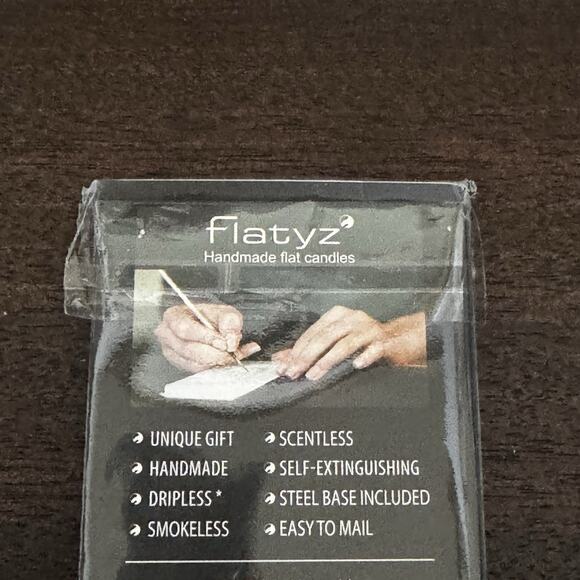 flatyz
Handmade flat candles
UNIQUE GIFT
HANDMADE
DRIPLESS *
SMOKELESS
SCENTLESS
SELF-EXTINGUISHING
STEEL BASE INCLUDED
EASY TO MAIL